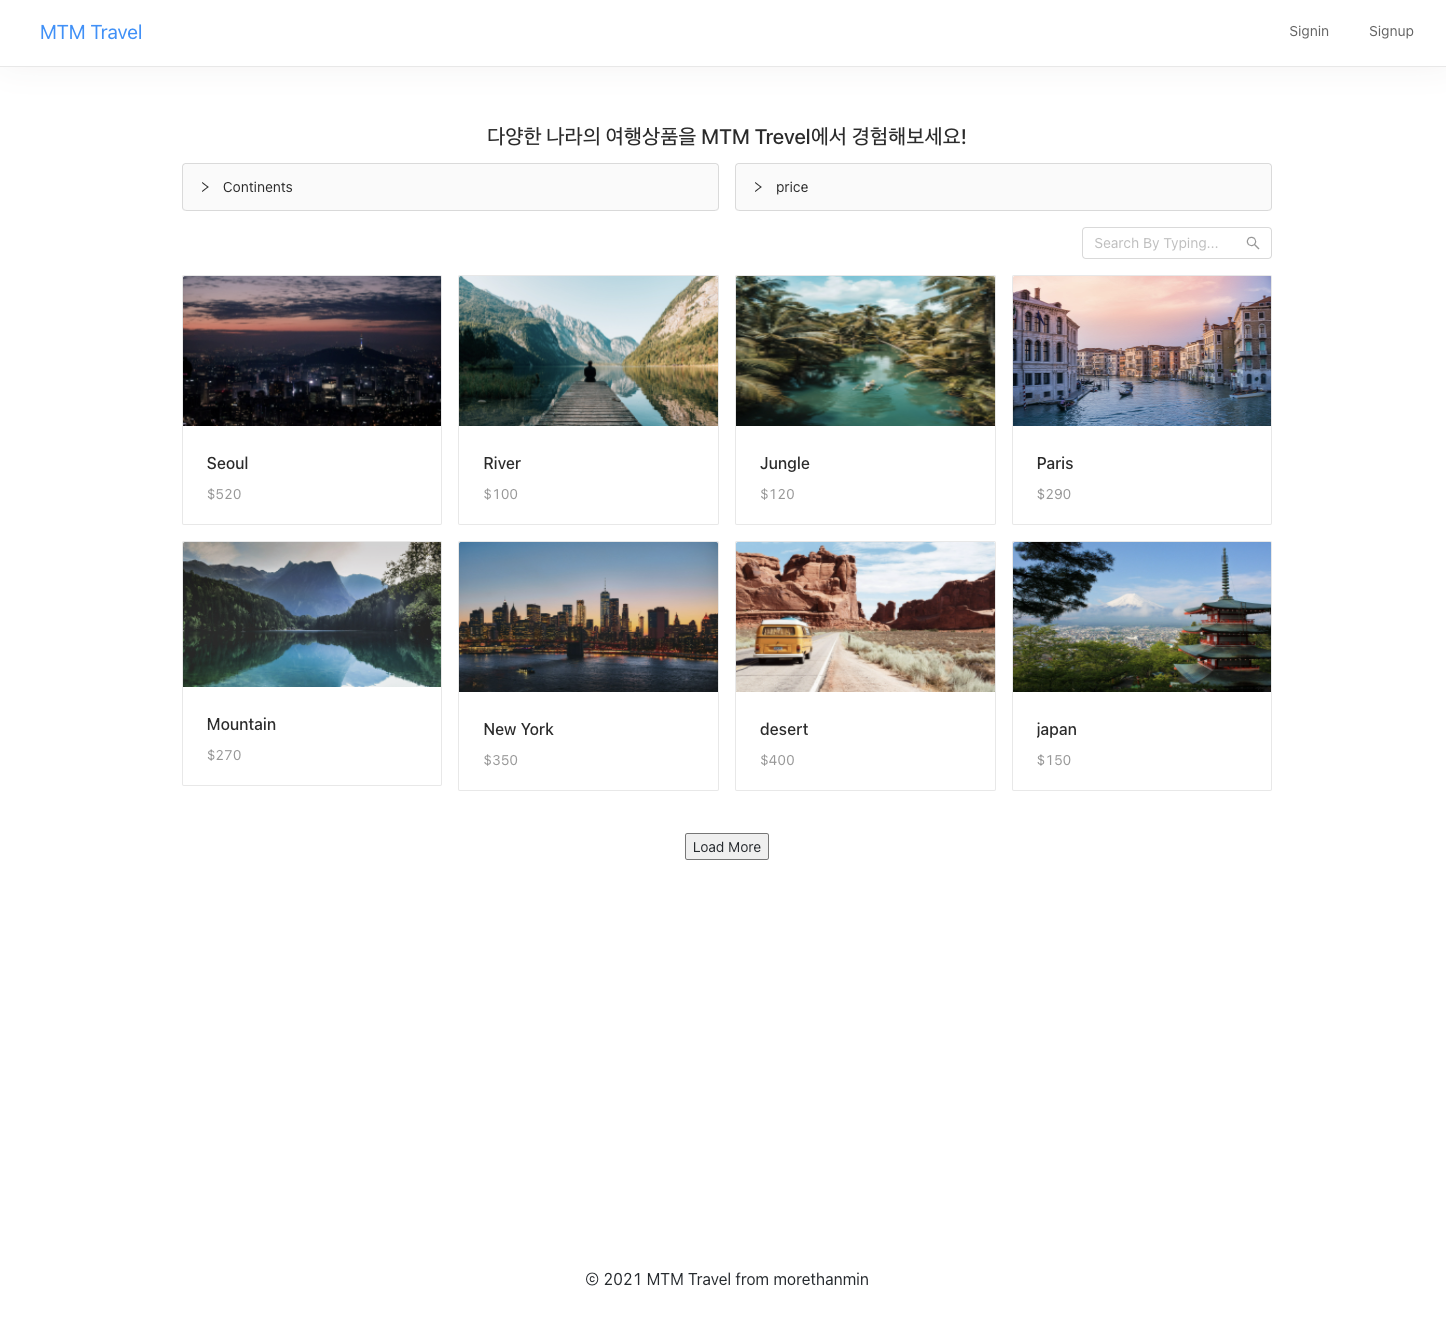 MTM Travel
Signin
Signup
다양한 나라의 여행상품을 MTM Trevel에서 경험해보세요!
Continents
price
Search By Typing...
Seoul
$520
River
$100
Jungle
$120
Paris
$290
Mountain
$270
New York
$350
desert
$400
japan
$150
Load More
© 2021 MTM Travel from morethanmin